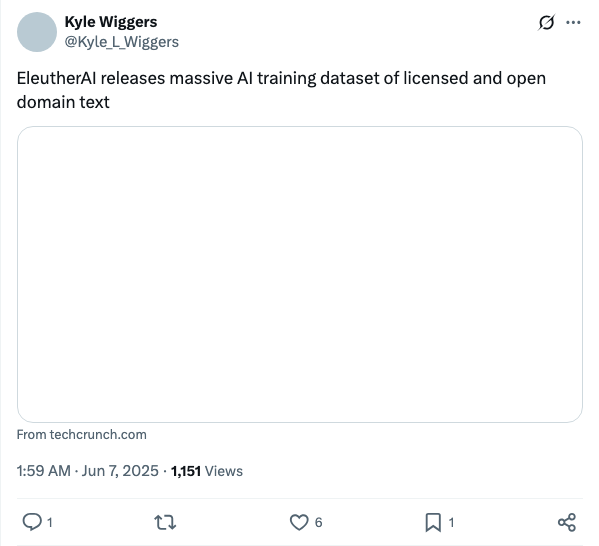 Kyle Wiggers
@Kyle_L_Wiggers
EleutherAI releases massive AI training dataset of licensed and open
domain text
From techcrunch.com
1:59 AM · Jun 7, 2025 · 1,151 Views
1 6 1